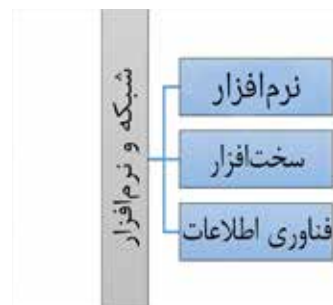 شبکه و نرم‌افزار
نرم‌افزار
سخت‌افزار
فناوری اطلاعات